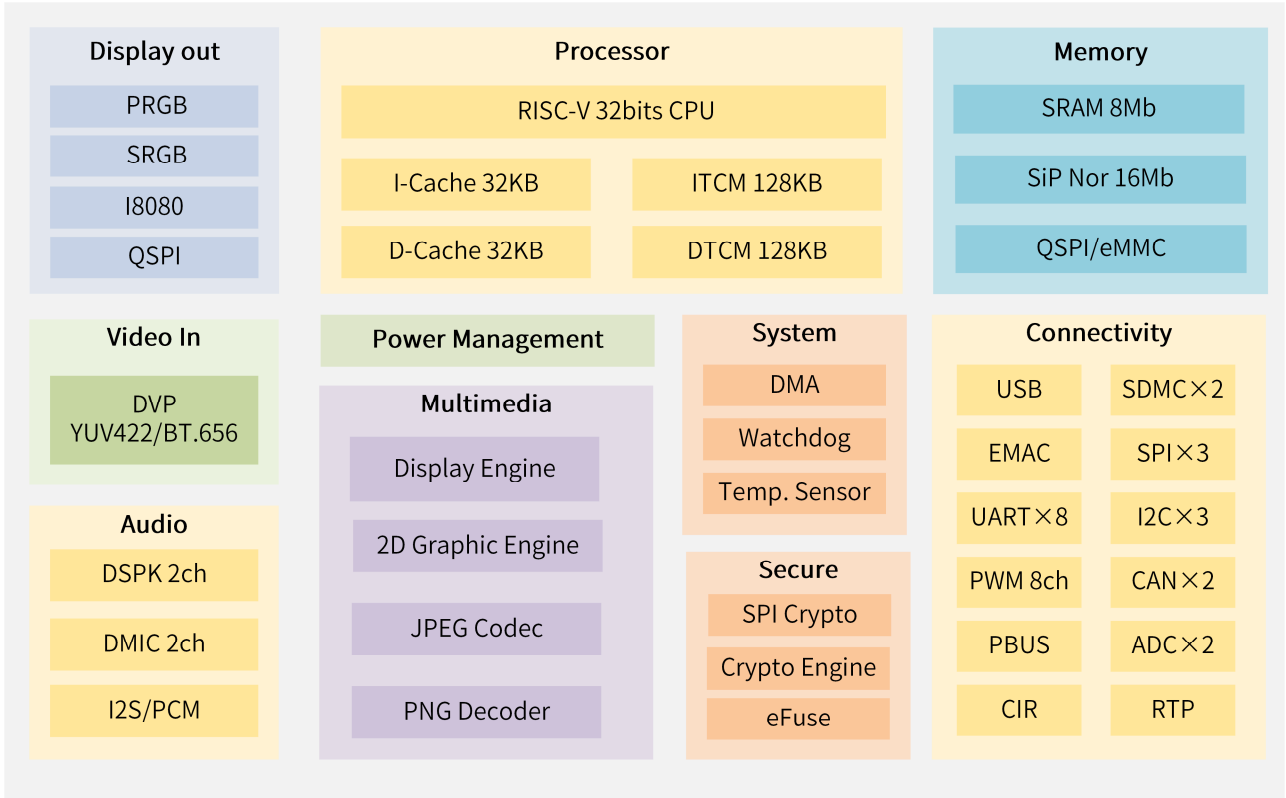 Display out
PRGB
SRGB
I8080
QSPI
Processor
RISC-V 32bits CPU
I-Cache 32KB
ITCM 128KB
D-Cache 32KB
DTCM 128KB
Memory
SRAM 8Mb
SiP Nor 16Mb
QSPI/eMMC
Video In
DVP
YUV422/BT.656
Audio
DSPK 2ch
DMIC 2ch
I2S/PCM
Power Management
Multimedia
Display Engine
2D Graphic Engine
JPEG Codec
PNG Decoder
System
DMA
Watchdog
Temp. Sensor
Secure
SPI Crypto
Crypto Engine
eFuse
Connectivity
USB
SDMC×2
EMAC
SPI×3
UART×8
I2C×3
PWM 8ch
CAN×2
PBUS
ADC×2
CIR
RTP